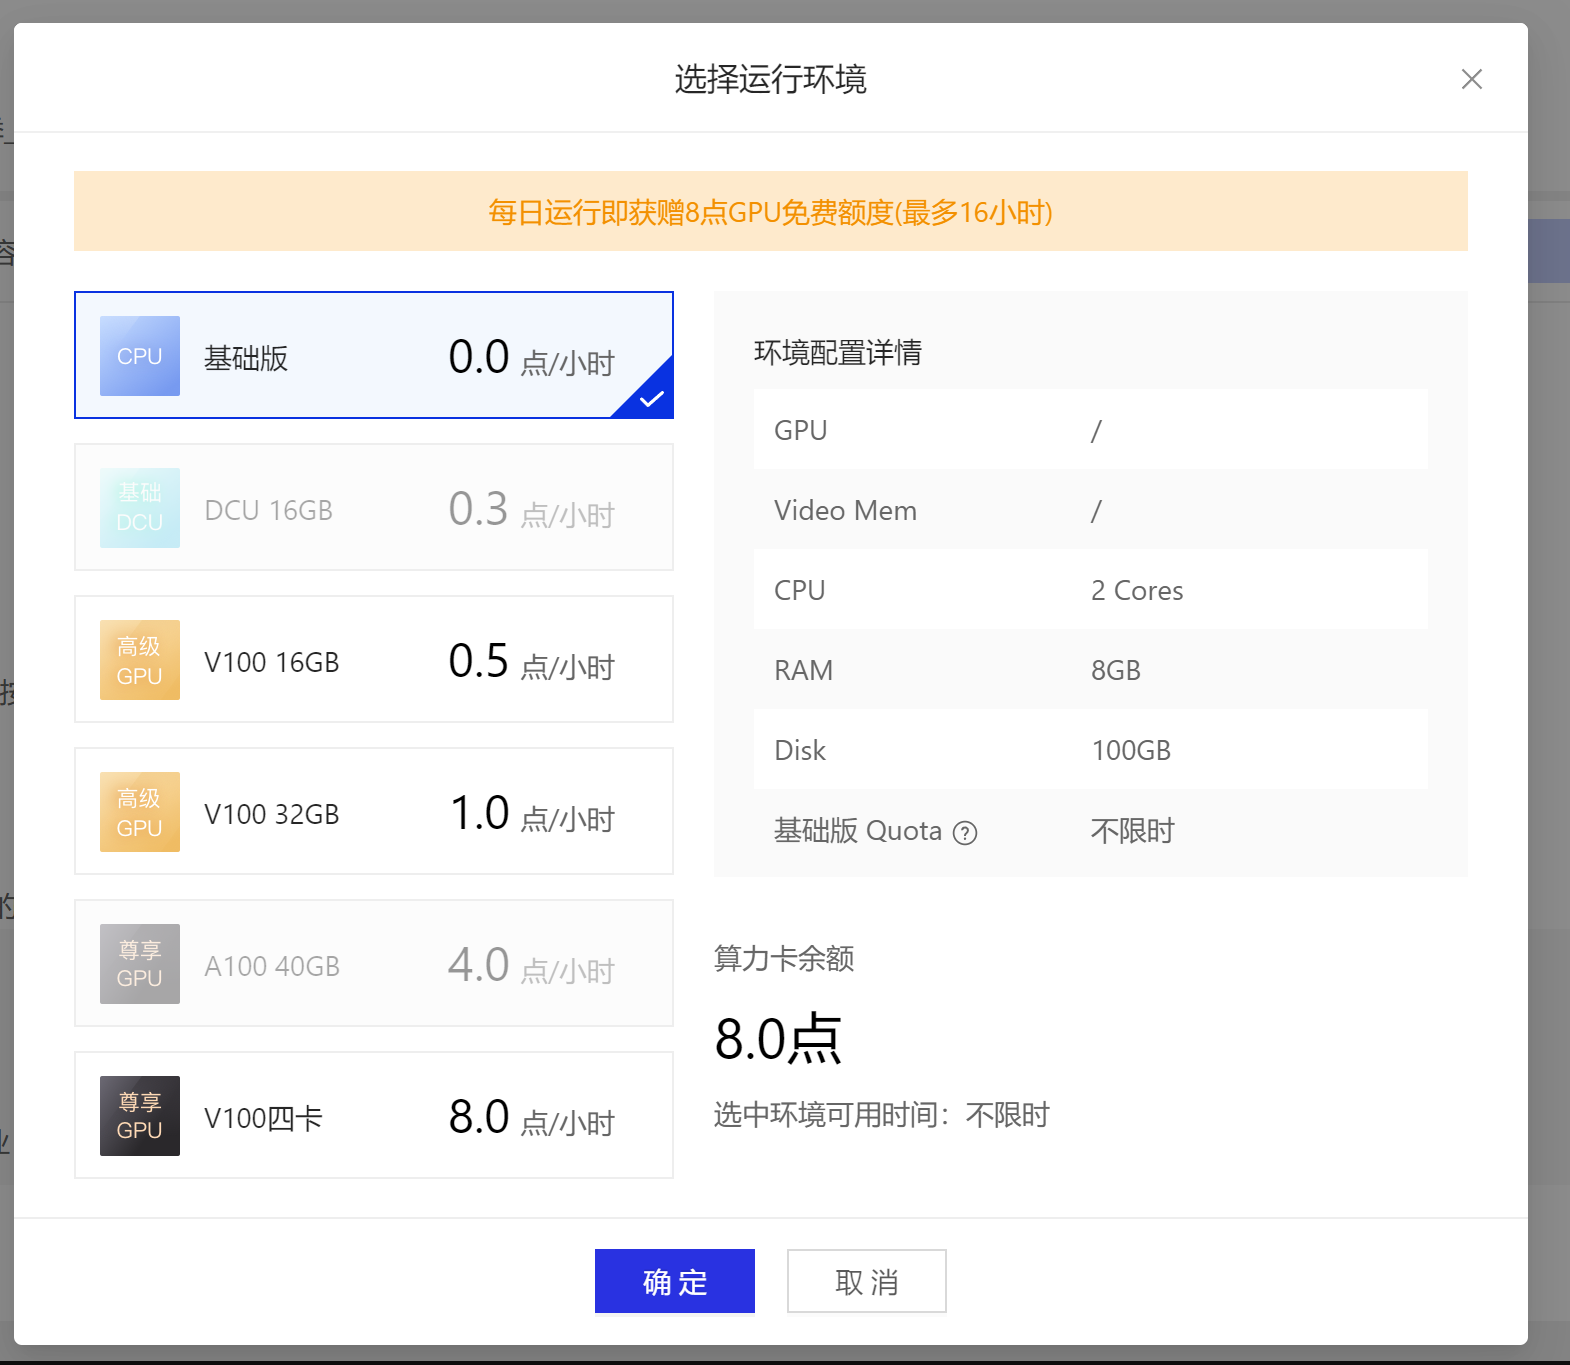 选择运行环境
每日运行即获赠8点GPU免费额度(最多16小时)
CPU
基础版
0.0 点/小时
基础
DCU
DCU 16GB
0.3 点/小时
高级
GPU
V100 16GB
0.5 点/小时
高级
GPU
V100 32GB
1.0 点/小时
尊享
GPU
A100 40GB
4.0 点/小时
尊享
GPU
V100四卡
8.0 点/小时
环境配置详情
GPU /
Video Mem /
CPU 2 Cores
RAM 8GB
Disk 100GB
基础版 Quota ? 不限时
算力卡余额
8.0点
选中环境可用时间：不限时
确 定
取 消
容
按
的
业